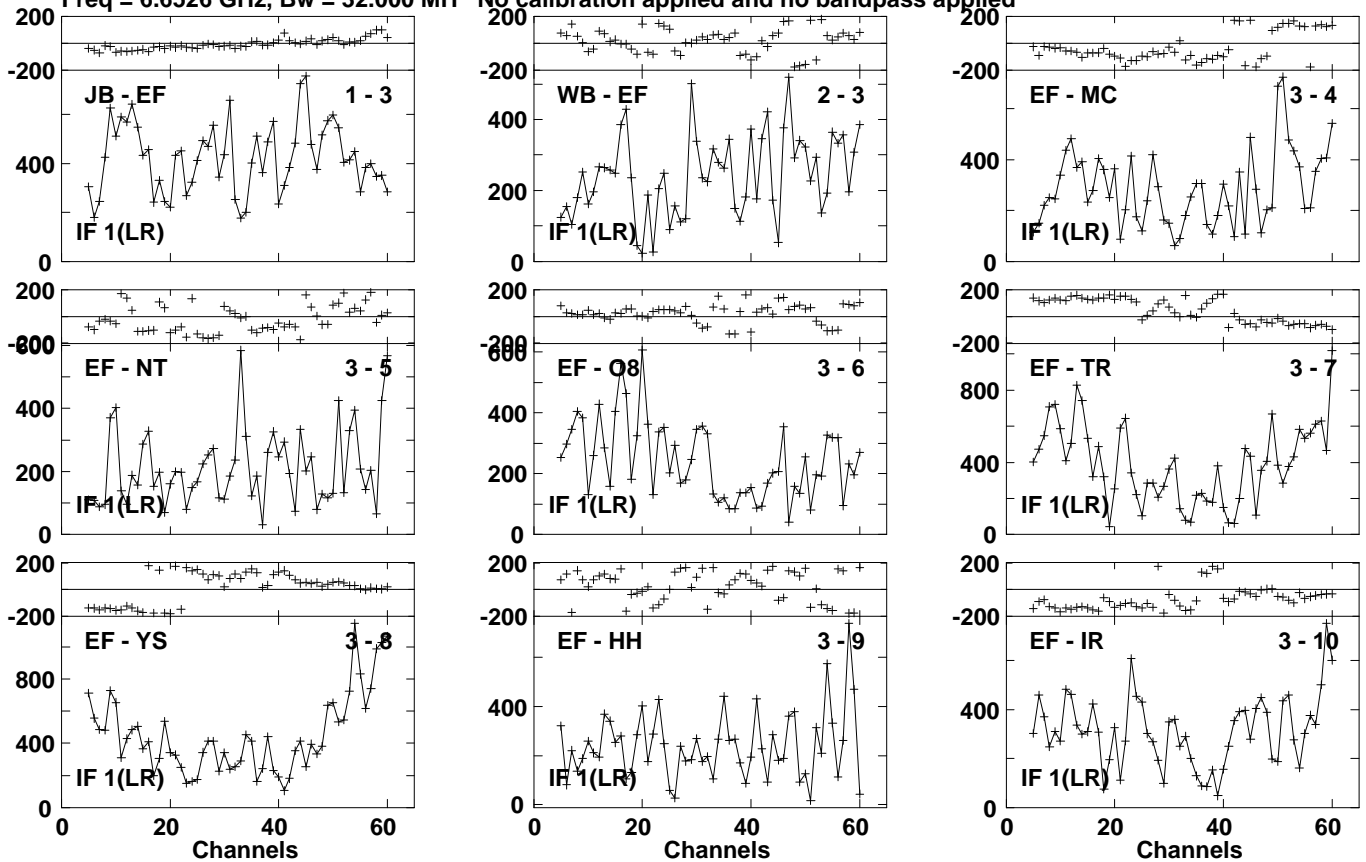 Freq = 6.6526 GHz, Bw = 32.000 MH No calibration applied and no bandpass applied
200
-200
JB - EF 1 - 3
400
0
IF 1(LR)
WB - EF 2 - 3
400
200
0
IF 1(LR)
EF - MC 3 - 4
200
-200
400
0
IF 1(LR)
200
-200
600
EF - NT 3 - 5
400
200
0
IF 1(LR)
200
-200
600
EF - O8 3 - 6
400
200
0
IF 1(LR)
200
-200
EF - TR 3 - 7
800
400
0
IF 1(LR)
200
-200
EF - YS 3 - 8
800
400
0
IF 1(LR)
0 20 40 60
Channels
200
-200
EF - HH 3 - 9
400
0
IF 1(LR)
0 20 40 60
Channels
200
-200
EF - IR 3 - 10
400
0
IF 1(LR)
0 20 40 60
Channels